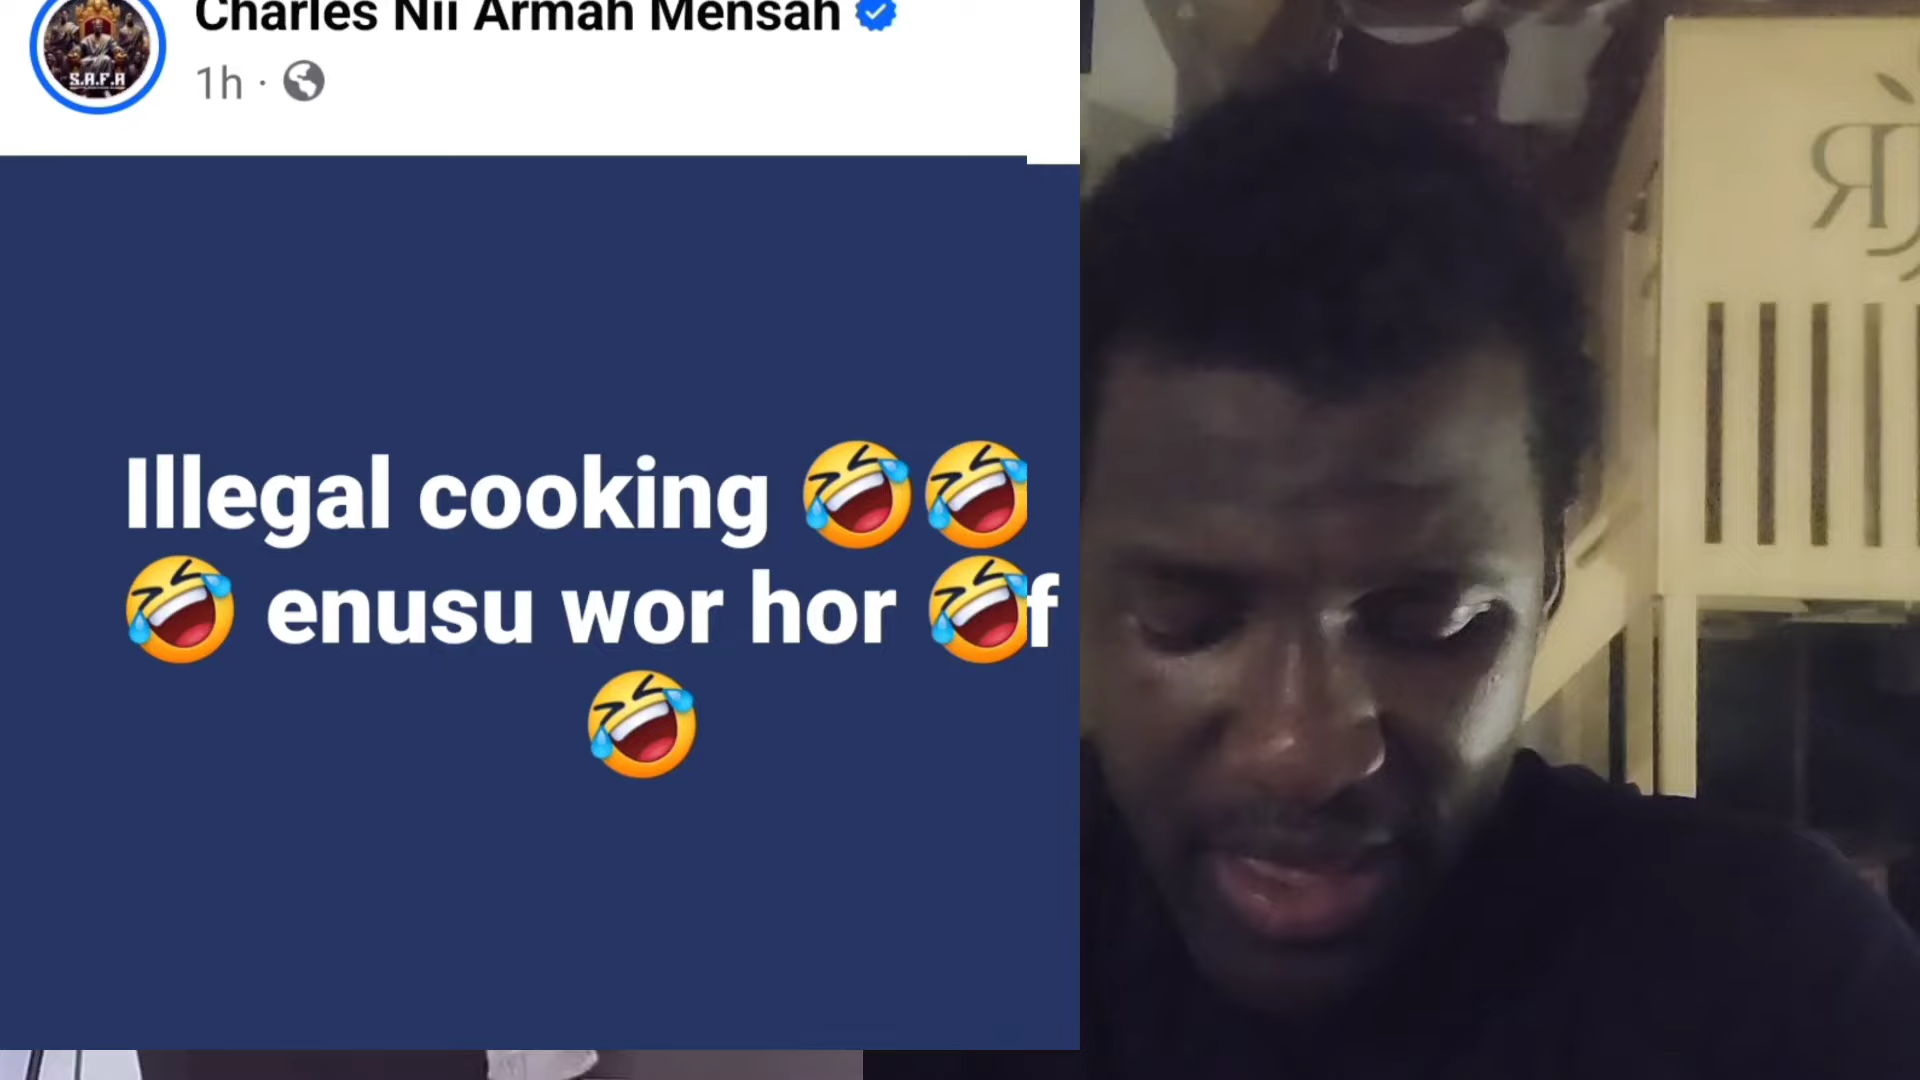 Charles Nii Armah Mensah
1h ·
S.A.F.A
Illegal cooking 🤣🤣
🤣 enusu wor hor 🤣f
🤣